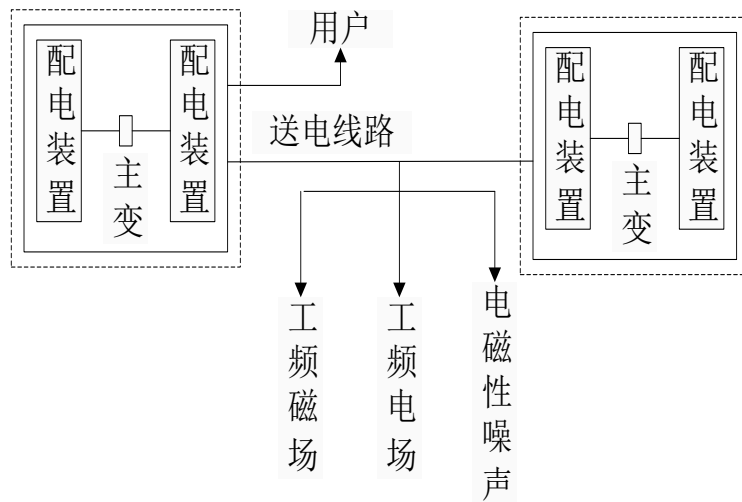 用户
配电装置
配电装置
主变
送电线路
配电装置
配电装置
主变
工频磁场
工频电场
电磁性噪声